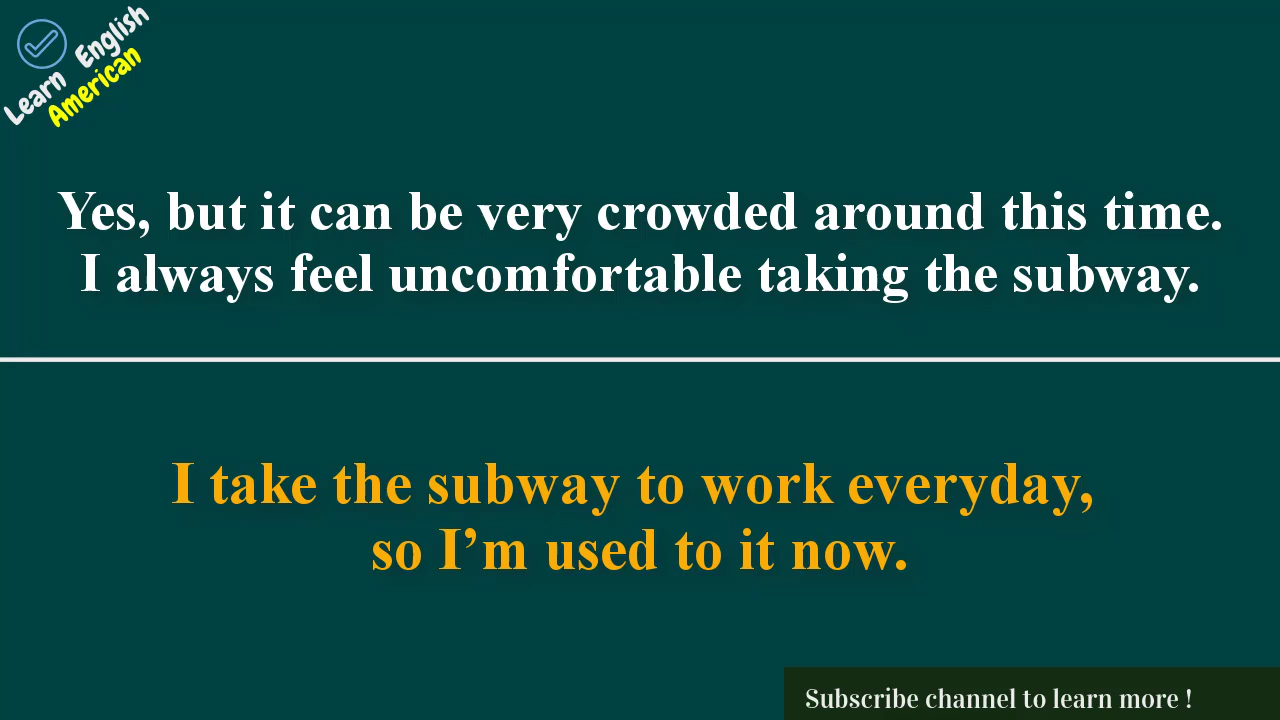 Learn English
American
Yes, but it can be very crowded around this time.
I always feel uncomfortable taking the subway.
I take the subway to work everyday,
so I’m used to it now.
Subscribe channel to learn more !